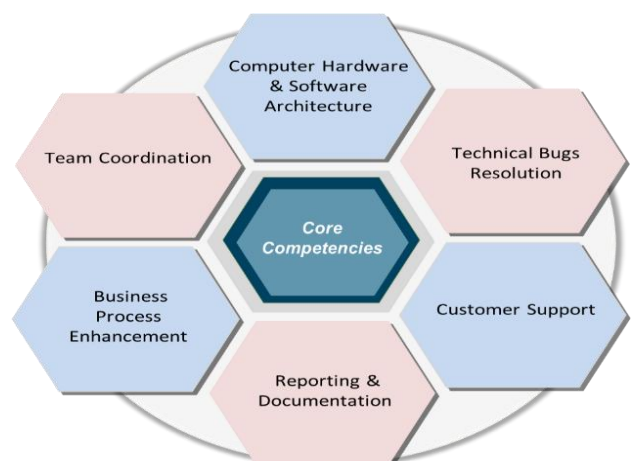 Computer Hardware
& Software
Architecture
Team Coordination
Technical Bugs
Resolution
Core
Competencies
Business
Process
Enhancement
Customer Support
Reporting &
Documentation